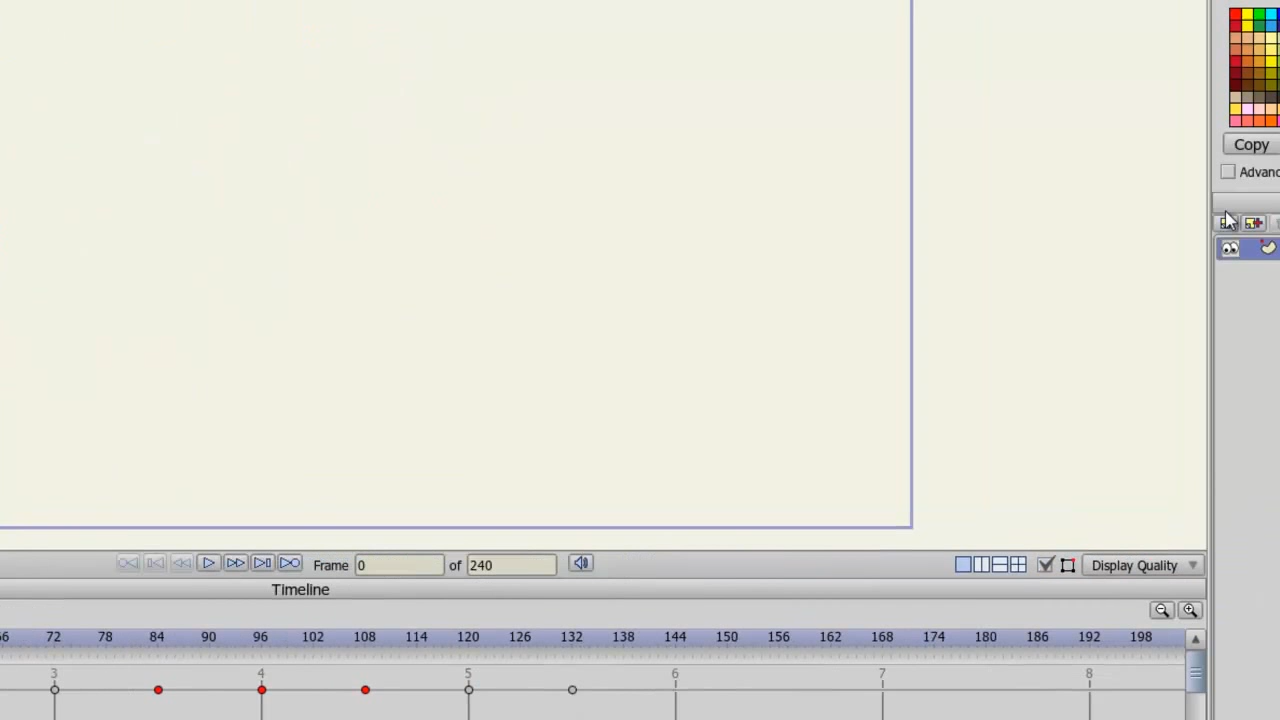 Copy
Advanc
Frame 0 of 240 Display Quality
Timeline
66 72 78 84 90 96 102 108 114 120 126 132 138 144 150 156 162 168 174 180 186 192 198
3 4 5 6 7 8